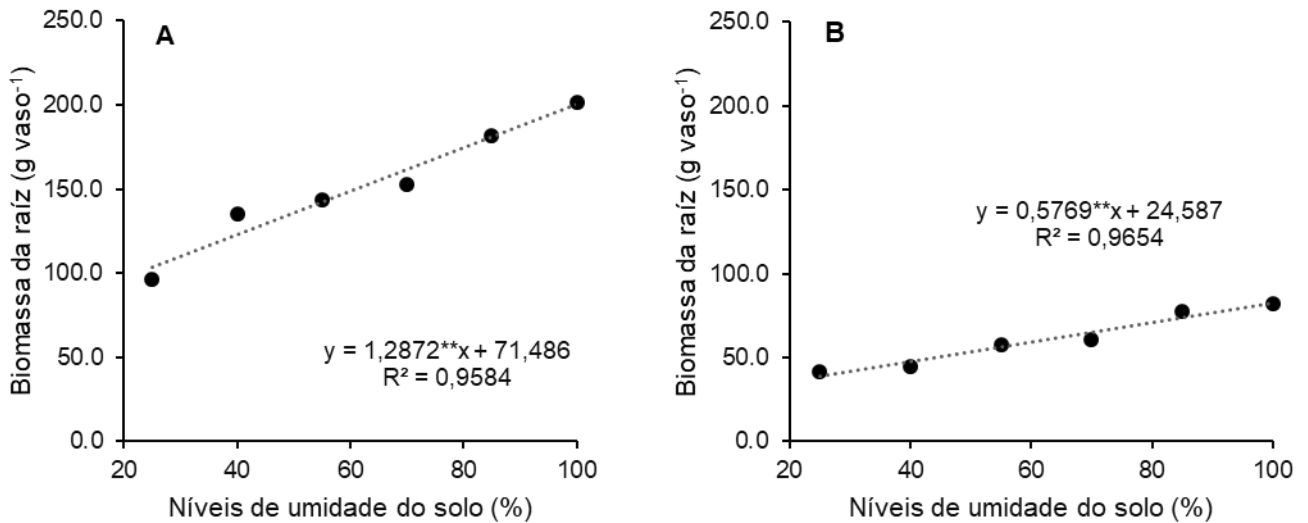 A
Biomassa da raíz (g vaso⁻¹)
250.0
200.0
150.0
100.0
50.0
0.0
y = 1,2872**x + 71,486
R² = 0,9584
20 40 60 80 100
Níveis de umidade do solo (%)
B
Biomassa da raíz (g vaso⁻¹)
250.0
200.0
150.0
100.0
50.0
0.0
y = 0,5769**x + 24,587
R² = 0,9654
20 40 60 80 100
Níveis de umidade do solo (%)